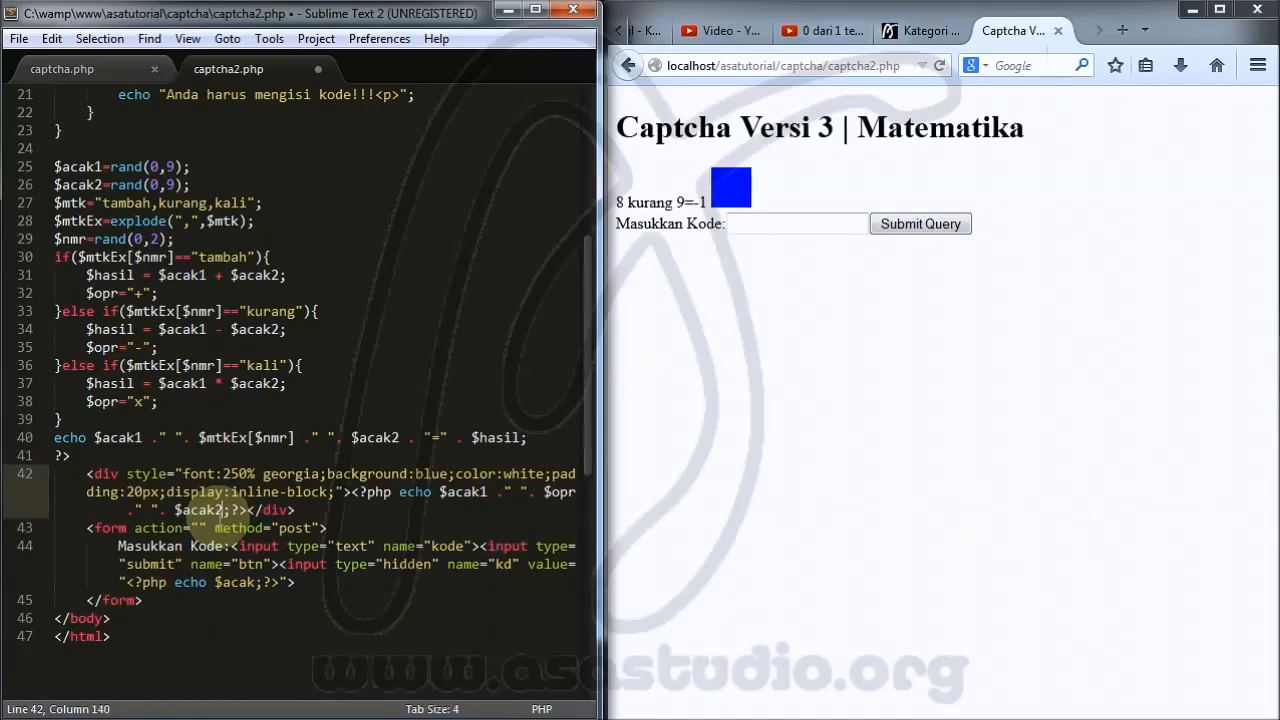 C:\wamp\www\asatutorial\captcha\captcha2.php • - Sublime Text 2 (UNREGISTERED)
File Edit Selection Find View Goto Tools Project Preferences Help
captcha.php × captcha2.php
21 echo "Anda harus mengisi kode!!!<p>";
22 }
23 }
24
25 $acak1=rand(0,9);
26 $acak2=rand(0,9);
27 $mtk="tambah,kurang,kali";
28 $mtkEx=explode(",",$mtk);
29 $nmr=rand(0,2);
30 if($mtkEx[$nmr]=="tambah"){
31 $hasil = $acak1 + $acak2;
32 $opr="+";
33 }else if($mtkEx[$nmr]=="kurang"){
34 $hasil = $acak1 - $acak2;
35 $opr="-";
36 }else if($mtkEx[$nmr]=="kali"){
37 $hasil = $acak1 * $acak2;
38 $opr="x";
39 }
40 echo $acak1 ." ". $mtkEx[$nmr] ." ". $acak2 . "=" . $hasil;
41 ?>
42 <div style="font:250% georgia;background:blue;color:white;pad
ding:20px;display:inline-block;"><?php echo $acak1 ." ". $opr
." ". $acak2;?></div>
43 <form action="" method="post">
44 Masukkan Kode:<input type="text" name="kode"><input type=
"submit" name="btn"><input type="hidden" name="kd" value=
"<?php echo $acak;?>">
45 </form>
46 </body>
47 </html>
Line 42, Column 140 Tab Size: 4 PHP
il - K... Video - Y... 0 dari 1 te... Kategori ... Captcha V... ×
localhost/asatutorial/captcha/captcha2.php Google
Captcha Versi 3 | Matematika
8 kurang 9=-1
Masukkan Kode: Submit Query
www.asastudio.org